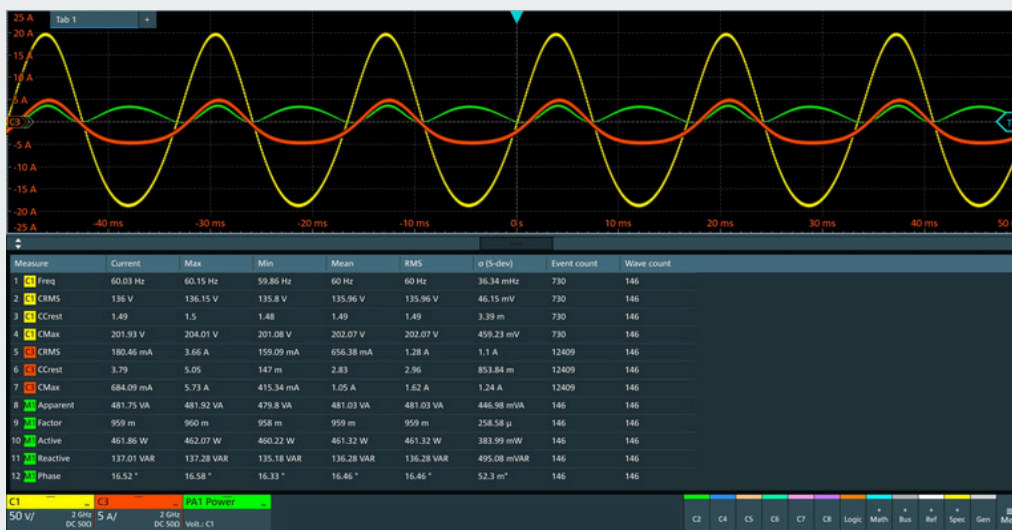 25 A
Tab 1 +
20 A
15 A
10 A
5 A
C3
T
-5 A
-10 A
-15 A
-20 A
-25 A
-40 ms -30 ms -20 ms -10 ms 0 s 10 ms 20 ms 30 ms 40 ms 50
Measure Current Max Min Mean RMS σ (S-dev) Event count Wave count
1 C1 Freq 60.03 Hz 60.15 Hz 59.86 Hz 60 Hz 60 Hz 36.34 mHz 730 146
2 C1 CRMS 136 V 136.15 V 135.8 V 135.96 V 135.96 V 46.15 mV 730 146
3 C1 CCrest 1.49 1.5 1.48 1.49 1.49 3.39 m 730 146
4 C1 CMax 201.93 V 204.01 V 201.08 V 202.07 V 202.07 V 459.23 mV 730 146
5 C3 CRMS 180.46 mA 3.66 A 159.09 mA 656.38 mA 1.28 A 1.1 A 12409 146
6 C3 CCrest 3.79 5.05 147 m 2.83 2.96 853.84 m 12409 146
7 C3 CMax 684.09 mA 5.73 A 415.34 mA 1.05 A 1.62 A 1.24 A 12409 146
8 M1 Apparent 481.75 VA 481.92 VA 479.8 VA 481.03 VA 481.03 VA 446.98 mVA 146 146
9 M1 Factor 959 m 960 m 958 m 959 m 959 m 258.58 µ 146 146
10 M1 Active 461.86 W 462.07 W 460.22 W 461.32 W 461.32 W 383.99 mW 146 146
11 M1 Reactive 137.01 VAR 137.28 VAR 135.18 VAR 136.28 VAR 136.28 VAR 495.08 mVAR 146 146
12 M1 Phase 16.52 ° 16.58 ° 16.33 ° 16.46 ° 16.46 ° 52.3 m° 146 146
C1 C3 PA1 Power
50 V/ 2 GHz 5 A/ 2 GHz
DC 50Ω DC 50Ω Volt.: C1
C2 C4 C5 C6 C7 C8 Logic Math Bus Ref Spec Gen